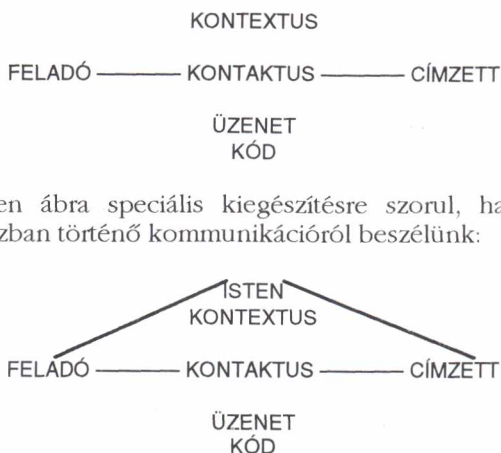 KONTEXTUS
FELADÓ KONTAKTUS CÍMZETT
ÜZENET
KÓD
en ábra speciális kiegészítésre szorul, ha
zban történő kommunikációról beszélünk:
ISTEN
KONTEXTUS
FELADÓ KONTAKTUS CÍMZETT
ÜZENET
KÓD